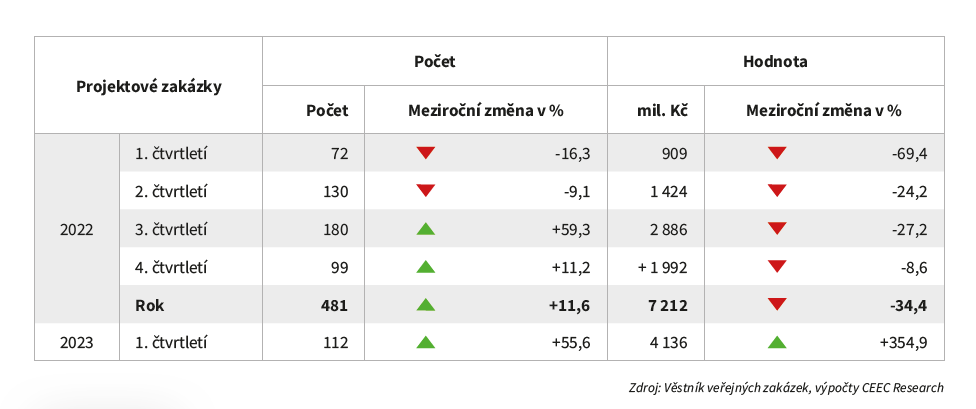 Projektové zakázky Počet Hodnota
Počet Meziroční změna v % mil. Kč Meziroční změna v %
2022 1. čtvrtletí 72 -16,3 909 -69,4
2. čtvrtletí 130 -9,1 1 424 -24,2
3. čtvrtletí 180 +59,3 2 886 -27,2
4. čtvrtletí 99 +11,2 + 1 992 -8,6
Rok 481 +11,6 7 212 -34,4
2023 1. čtvrtletí 112 +55,6 4 136 +354,9
Zdroj: Věstník veřejných zakázek, výpočty CEEC Research